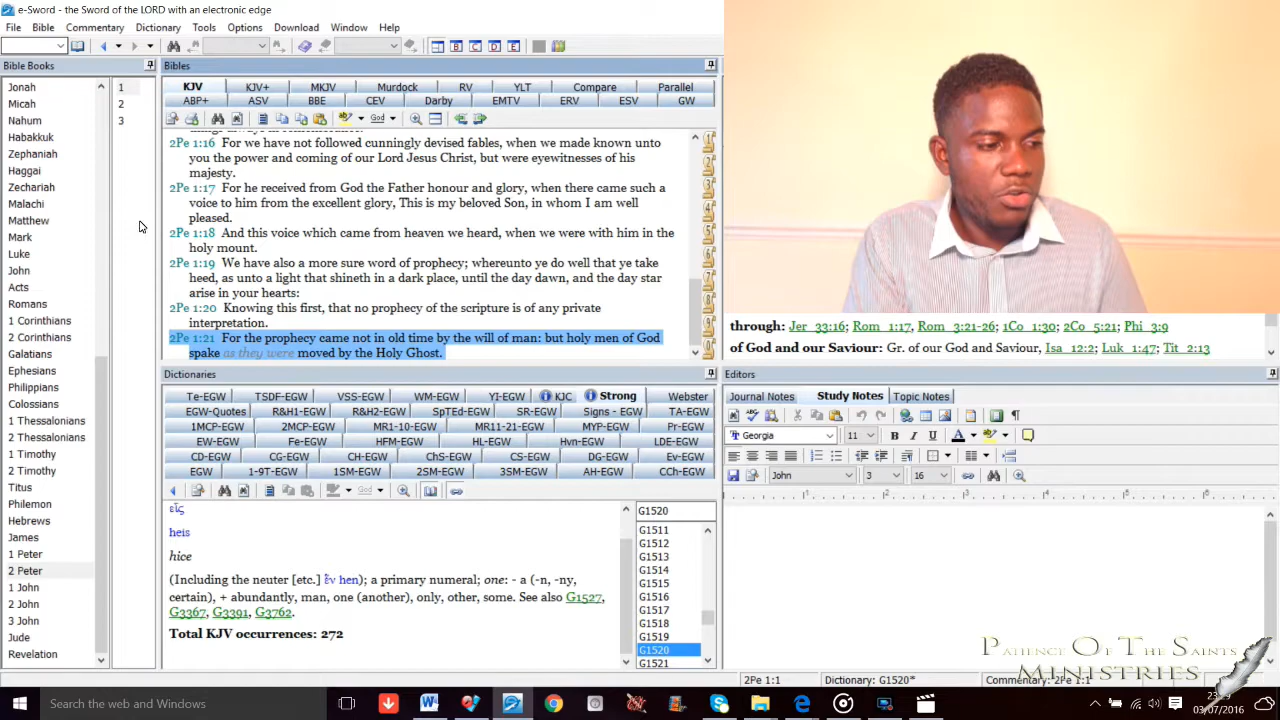 e-Sword - the Sword of the LORD with an electronic edge
File Bible Commentary Dictionary Tools Options Download Window Help
Bible Books
Jonah
Micah
Nahum
Habakkuk
Zephaniah
Haggai
Zechariah
Malachi
Matthew
Mark
Luke
John
Acts
Romans
1 Corinthians
2 Corinthians
Galatians
Ephesians
Philippians
Colossians
1 Thessalonians
2 Thessalonians
1 Timothy
2 Timothy
Titus
Philemon
Hebrews
James
1 Peter
2 Peter
1 John
2 John
3 John
Jude
Revelation
1
2
3
Bibles
KJV KJV+ MKJV Murdock RV YLT Compare Parallel
ABP+ ASV BBE CEV Darby EMTV ERV ESV GW
God
2Pe 1:16 For we have not followed cunningly devised fables, when we made known unto
you the power and coming of our Lord Jesus Christ, but were eyewitnesses of his
majesty.
2Pe 1:17 For he received from God the Father honour and glory, when there came such a
voice to him from the excellent glory, This is my beloved Son, in whom I am well
pleased.
2Pe 1:18 And this voice which came from heaven we heard, when we were with him in the
holy mount.
2Pe 1:19 We have also a more sure word of prophecy; whereunto ye do well that ye take
heed, as unto a light that shineth in a dark place, until the day dawn, and the day star
arise in your hearts:
2Pe 1:20 Knowing this first, that no prophecy of the scripture is of any private
interpretation.
2Pe 1:21 For the prophecy came not in old time by the will of man: but holy men of God
spake as they were moved by the Holy Ghost.
through: Jer_33:16; Rom_1:17, Rom_3:21-26; 1Co_1:30; 2Co_5:21; Phi_3:9
of God and our Saviour: Gr. of our God and Saviour, Isa_12:2; Luk_1:47; Tit_2:13
Dictionaries
Te-EGW TSDF-EGW VSS-EGW WM-EGW YI-EGW KJC Strong Webster
EGW-Quotes R&H1-EGW R&H2-EGW SpTEd-EGW SR-EGW Signs - EGW TA-EGW
1MCP-EGW 2MCP-EGW MR1-10-EGW MR11-21-EGW MYP-EGW Pr-EGW
EW-EGW Fe-EGW HFM-EGW HL-EGW Hvn-EGW LDE-EGW
CD-EGW CG-EGW CH-EGW ChS-EGW CS-EGW DG-EGW Ev-EGW
EGW 1-9T-EGW 1SM-EGW 2SM-EGW 3SM-EGW AH-EGW CCh-EGW
God
εἷς
heis
hice
(Including the neuter [etc.] ἕν hen); a primary numeral; one: - a (-n, -ny,
certain), + abundantly, man, one (another), only, other, some. See also G1527,
G3367, G3391, G3762.
Total KJV occurrences: 272
G1520
G1511
G1512
G1513
G1514
G1515
G1516
G1517
G1518
G1519
G1520
G1521
Editors
Journal Notes Study Notes Topic Notes
Georgia 11 B I U A
John 3 16
1 2 3 4 5 6
2Pe 1:1 Dictionary: G1520* Commentary: 2Pe 1:1
Patience Of The Saints
Ministries
Search the web and Windows
03/07/2016